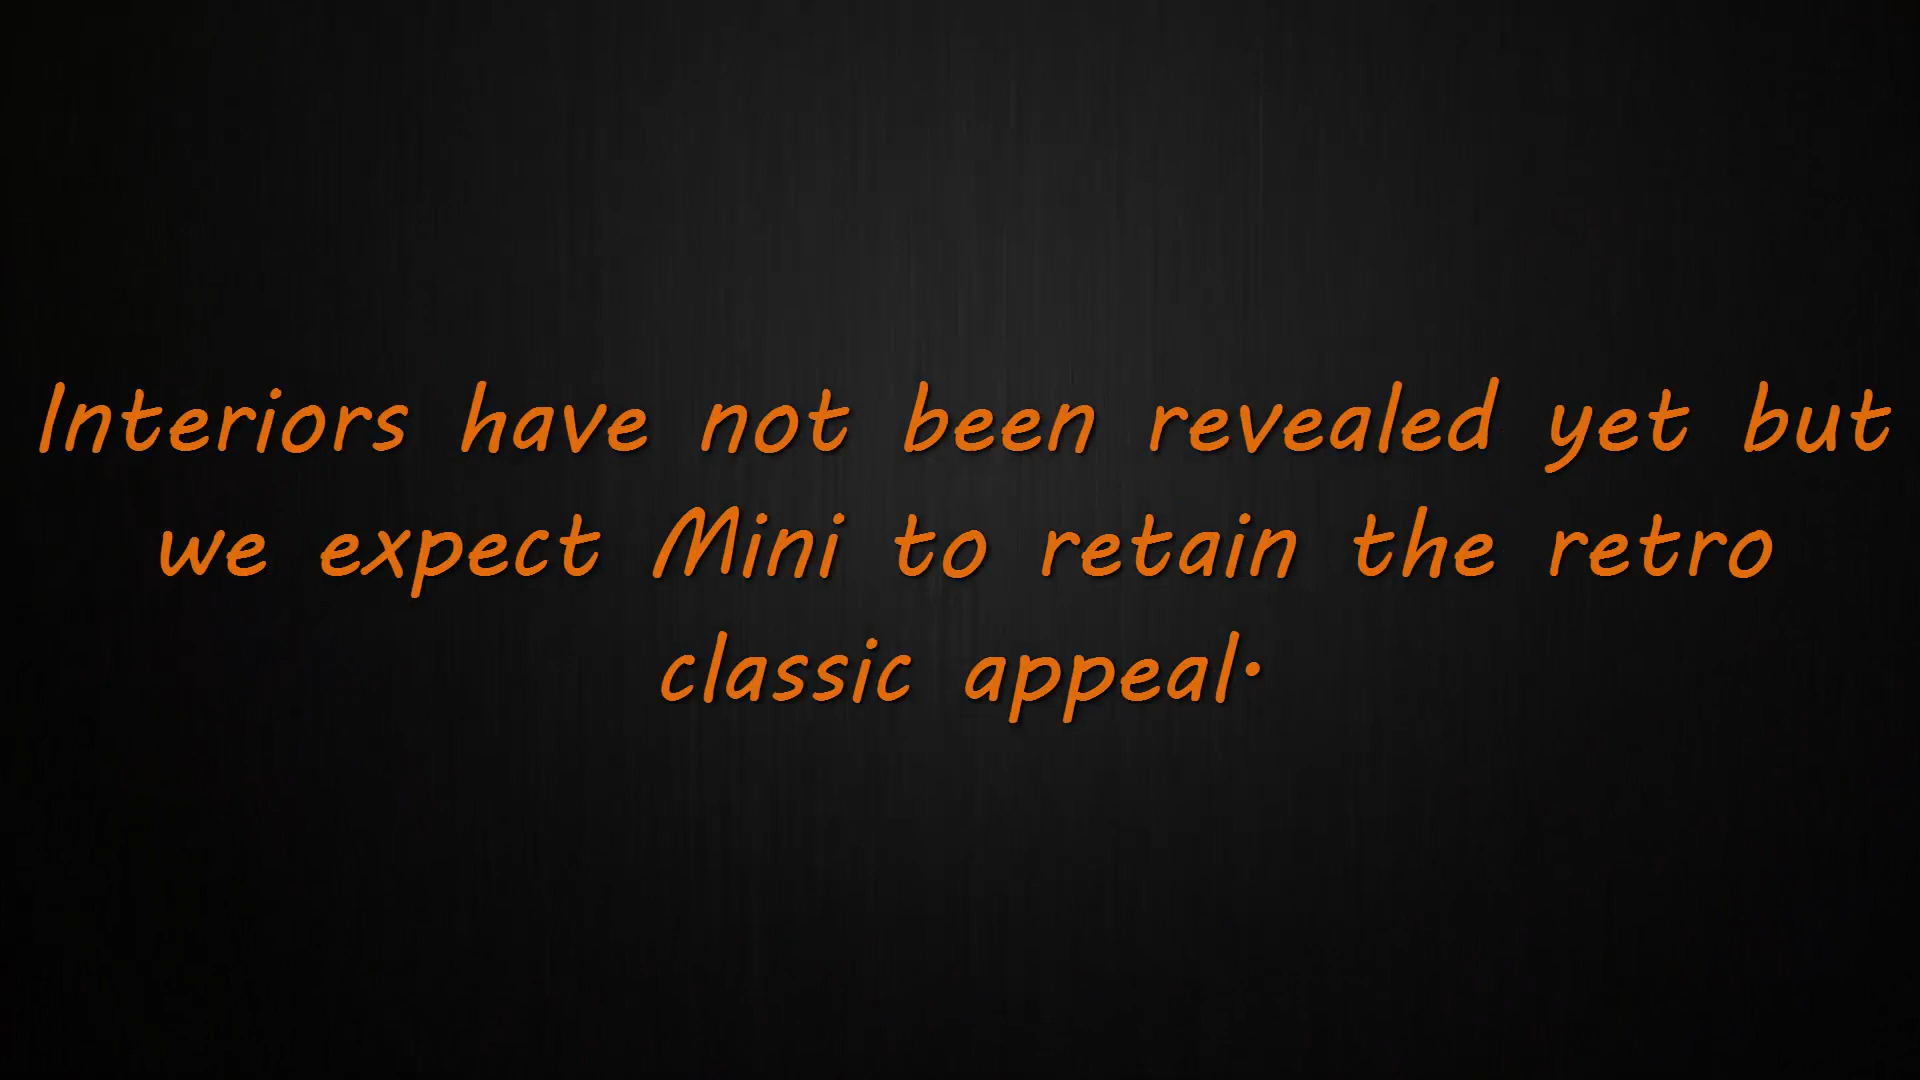 Interiors have not been revealed yet but
we expect Mini to retain the retro
classic appeal.